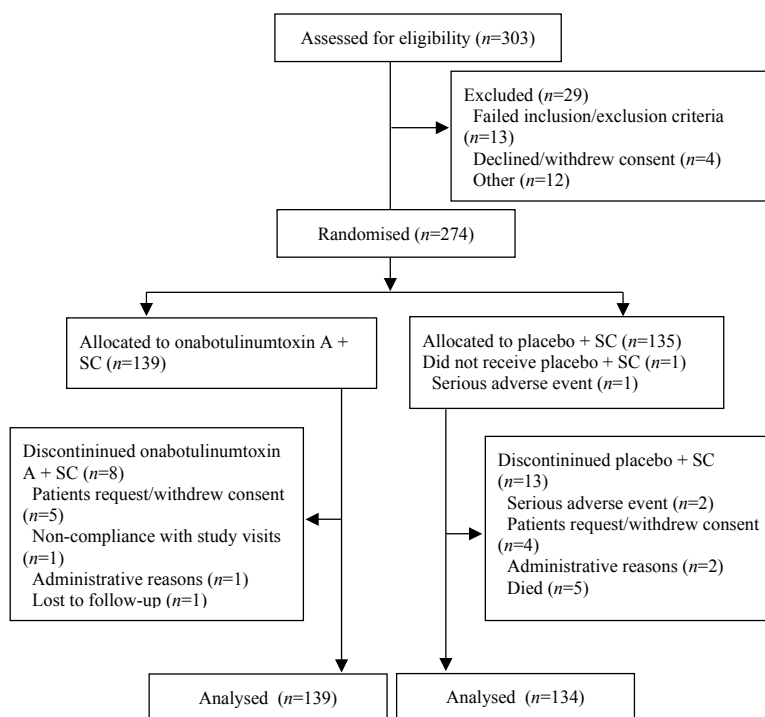 Assessed for eligibility (n=303)
Excluded (n=29)
Failed inclusion/exclusion criteria
(n=13)
Declined/withdrew consent (n=4)
Other (n=12)
Randomised (n=274)
Allocated to onabotulinumtoxin A +
SC (n=139)
Allocated to placebo + SC (n=135)
Did not receive placebo + SC (n=1)
Serious adverse event (n=1)
Discontininued onabotulinumtoxin
A + SC (n=8)
Patients request/withdrew consent
(n=5)
Non-compliance with study visits
(n=1)
Administrative reasons (n=1)
Lost to follow-up (n=1)
Discontininued placebo + SC
(n=13)
Serious adverse event (n=2)
Patients request/withdrew consent
(n=4)
Administrative reasons (n=2)
Died (n=5)
Analysed (n=139)
Analysed (n=134)